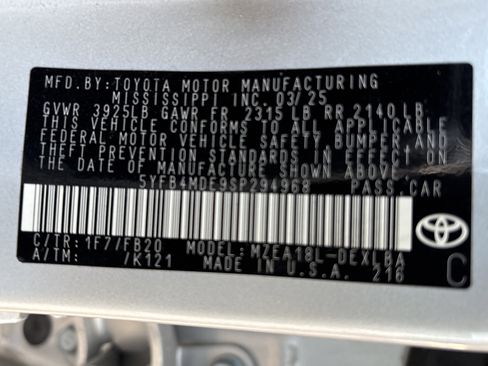 MFD.BY:TOYOTA MOTOR MANUFACTURING
MISSISSIPPI INC. 03/25
GVWR 3925LB GAWR FR 2315 LB RR 2140 LB
THIS VEHICLE CONFORMS TO ALL APPLICABLE
FEDERAL MOTOR VEHICLE SAFETY,BUMPER,AND
THEFT PREVENTION STANDARDS IN EFFECT ON
THE DATE OF MANUFACTURE SHOWN ABOVE.
5YFB4MDE9SP294968 PASS.CAR
C/TR:1F7/FB20 MODEL:MZEA18L-DEXLBA
A/TM: /K121 MADE IN U.S.A. 216
C